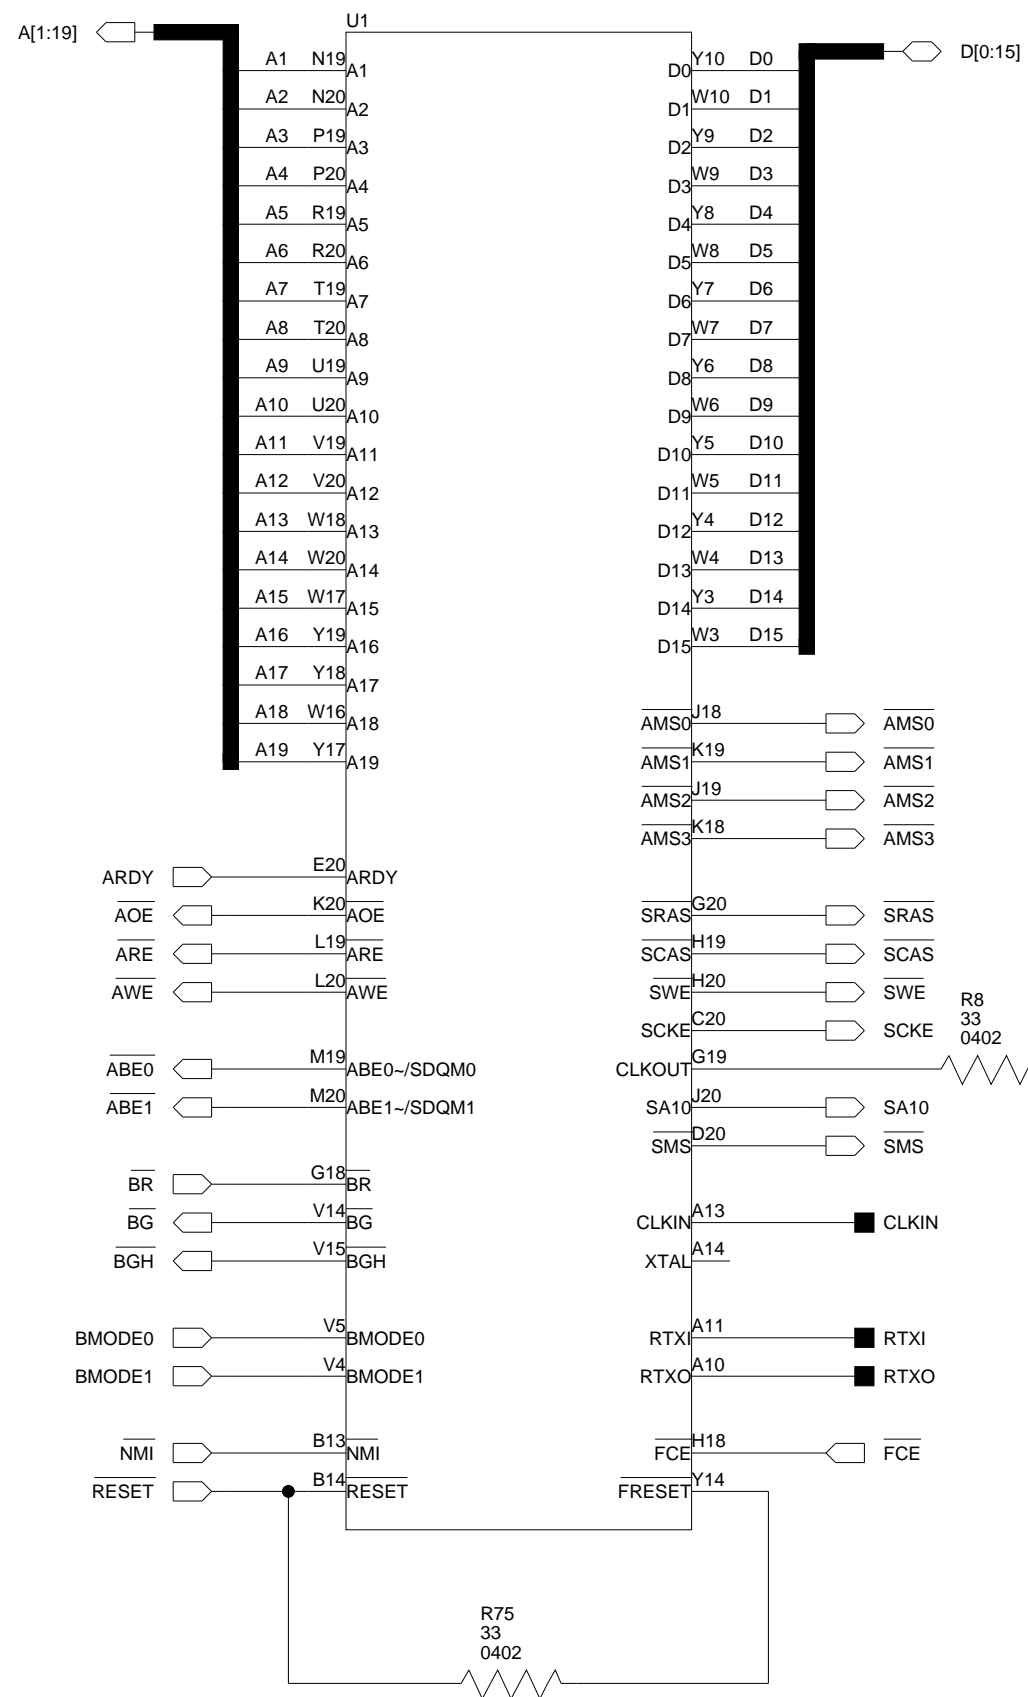 U1
A[1:19]
D[0:15]
A1 N19 A1 D0 Y10 D0
A2 N20 A2 D1 W10 D1
A3 P19 A3 D2 Y9 D2
A4 P20 A4 D3 W9 D3
A5 R19 A5 D4 Y8 D4
A6 R20 A6 D5 W8 D5
A7 T19 A7 D6 Y7 D6
A8 T20 A8 D7 W7 D7
A9 U19 A9 D8 Y6 D8
A10 U20 A10 D9 W6 D9
A11 V19 A11 D10 Y5 D10
A12 V20 A12 D11 W5 D11
A13 W18 A13 D12 Y4 D12
A14 W20 A14 D13 W4 D13
A15 W17 A15 D14 Y3 D14
A16 Y19 A16 D15 W3 D15
A17 Y18 A17
A18 W16 A18 AMS0 J18 AMS0
A19 Y17 A19 AMS1 K19 AMS1
AMS2 J19 AMS2
AMS3 K18 AMS3
ARDY E20 ARDY
AOE K20 AOE SRAS G20 SRAS
ARE L19 ARE SCAS H19 SCAS
AWE L20 AWE SWE H20 SWE
SCKE C20 SCKE
R8
33
0402
ABE0 M19 ABE0~/SDQM0 CLKOUT G19
ABE1 M20 ABE1~/SDQM1 SA10 J20 SA10
SMS D20 SMS
BR G18 BR
BG V14 BG CLKIN A13 CLKIN
BGH V15 BGH XTAL A14
BMODE0 V5 BMODE0 RTXI A11 RTXI
BMODE1 V4 BMODE1 RTXO A10 RTXO
NMI B13 NMI FCE H18 FCE
RESET B14 RESET FRESET Y14
R75
33
0402